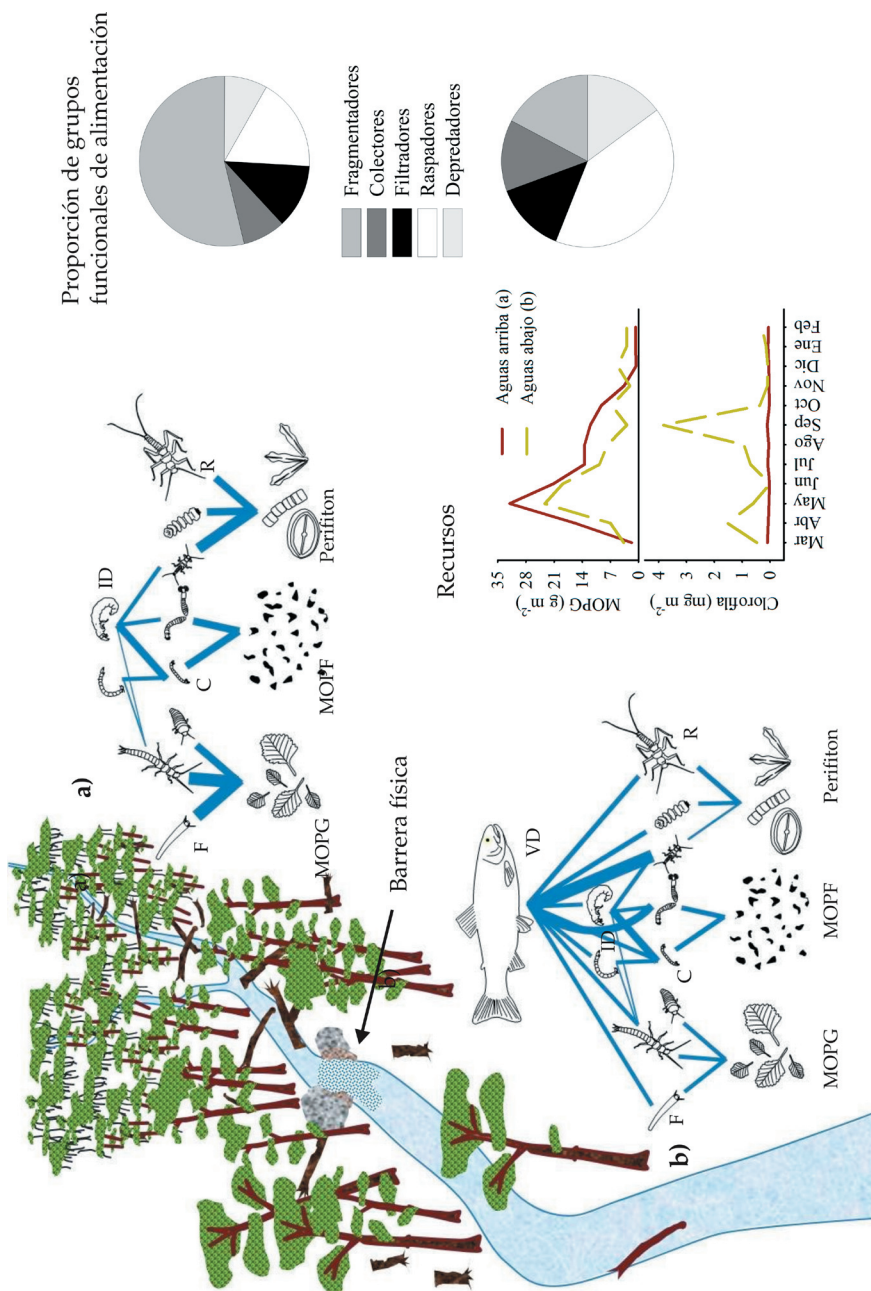 Proporción de grupos
funcionales de alimentación
Fragmentadores
Colectores
Filtradores
Raspadores
Depredadores
a)
a)
ID
F
C
R
MOPG
MOPF
Perifiton
Barrera física
b
Recursos
Aguas arriba (a)
Aguas abajo (b)
MOPG (g m-2)
35
28
21
14
7
0
Clorofila (mg m-2)
4
3
2
1
0
Mar
Abr
May
Jun
Jul
Ago
Sep
Oct
Nov
Dic
Ene
Feb
b)
VD
ID
F
C
R
MOPG
MOPF
Perifiton